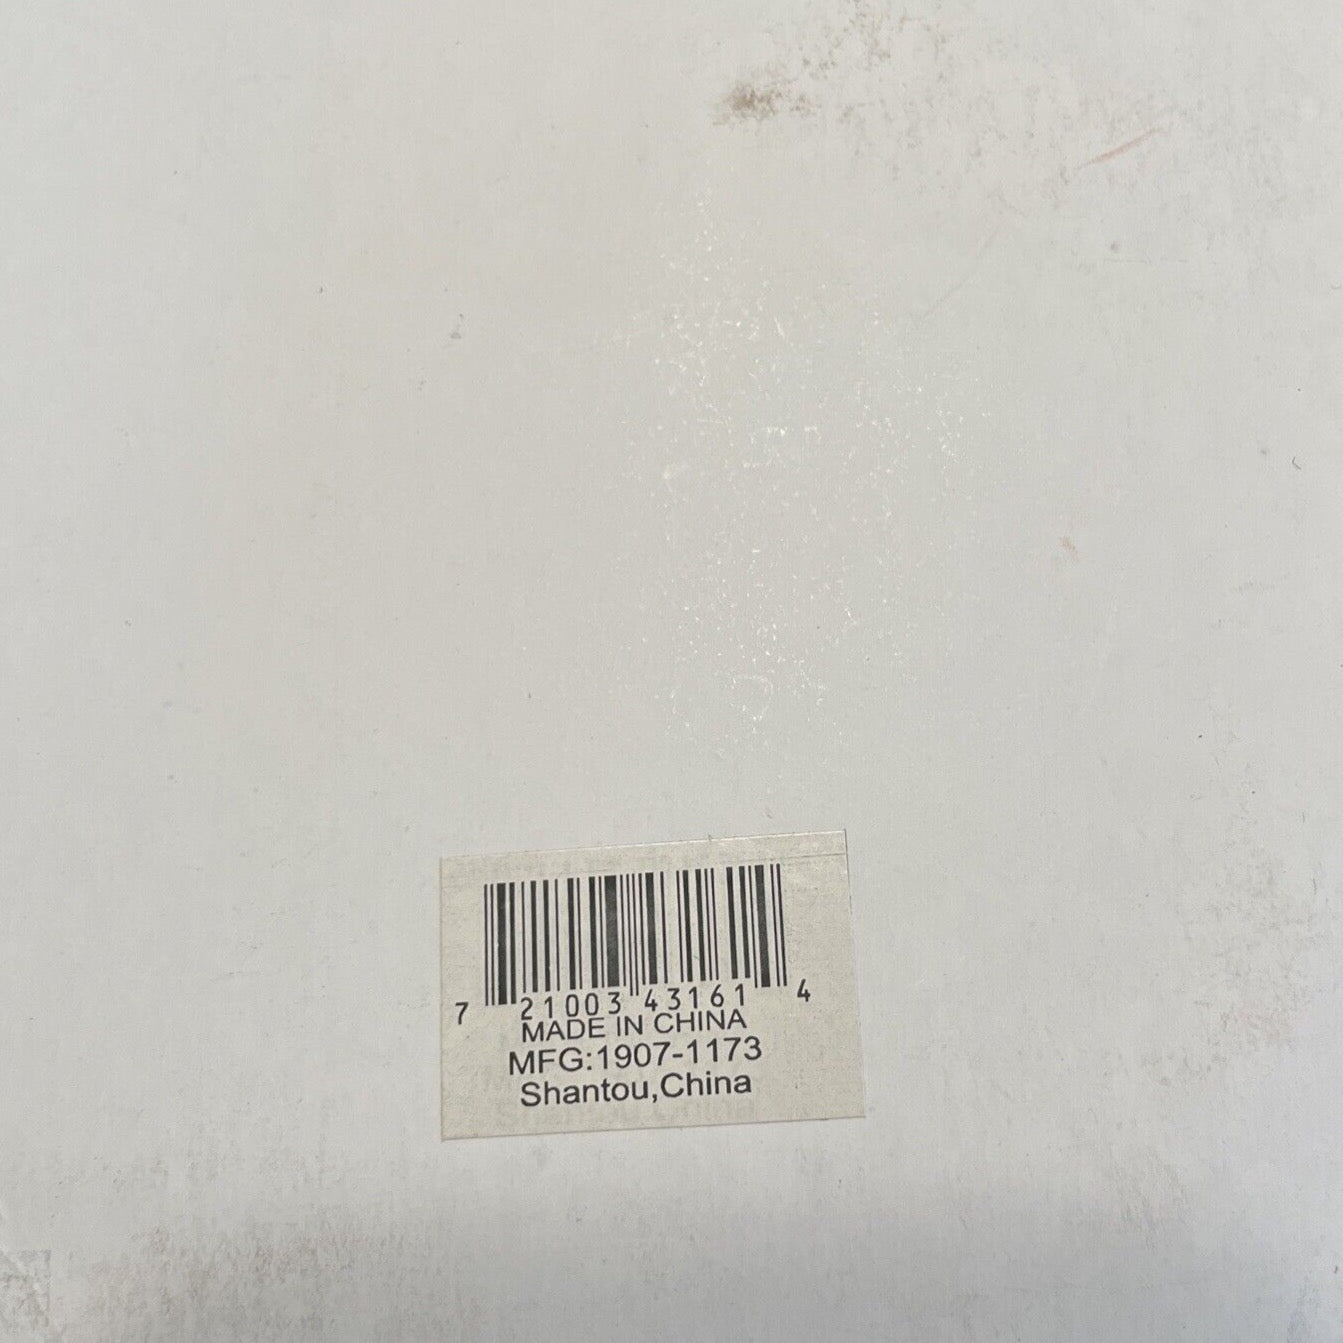 7 21003 43161 4
MADE IN CHINA
MFG:1907-1173
Shantou,China